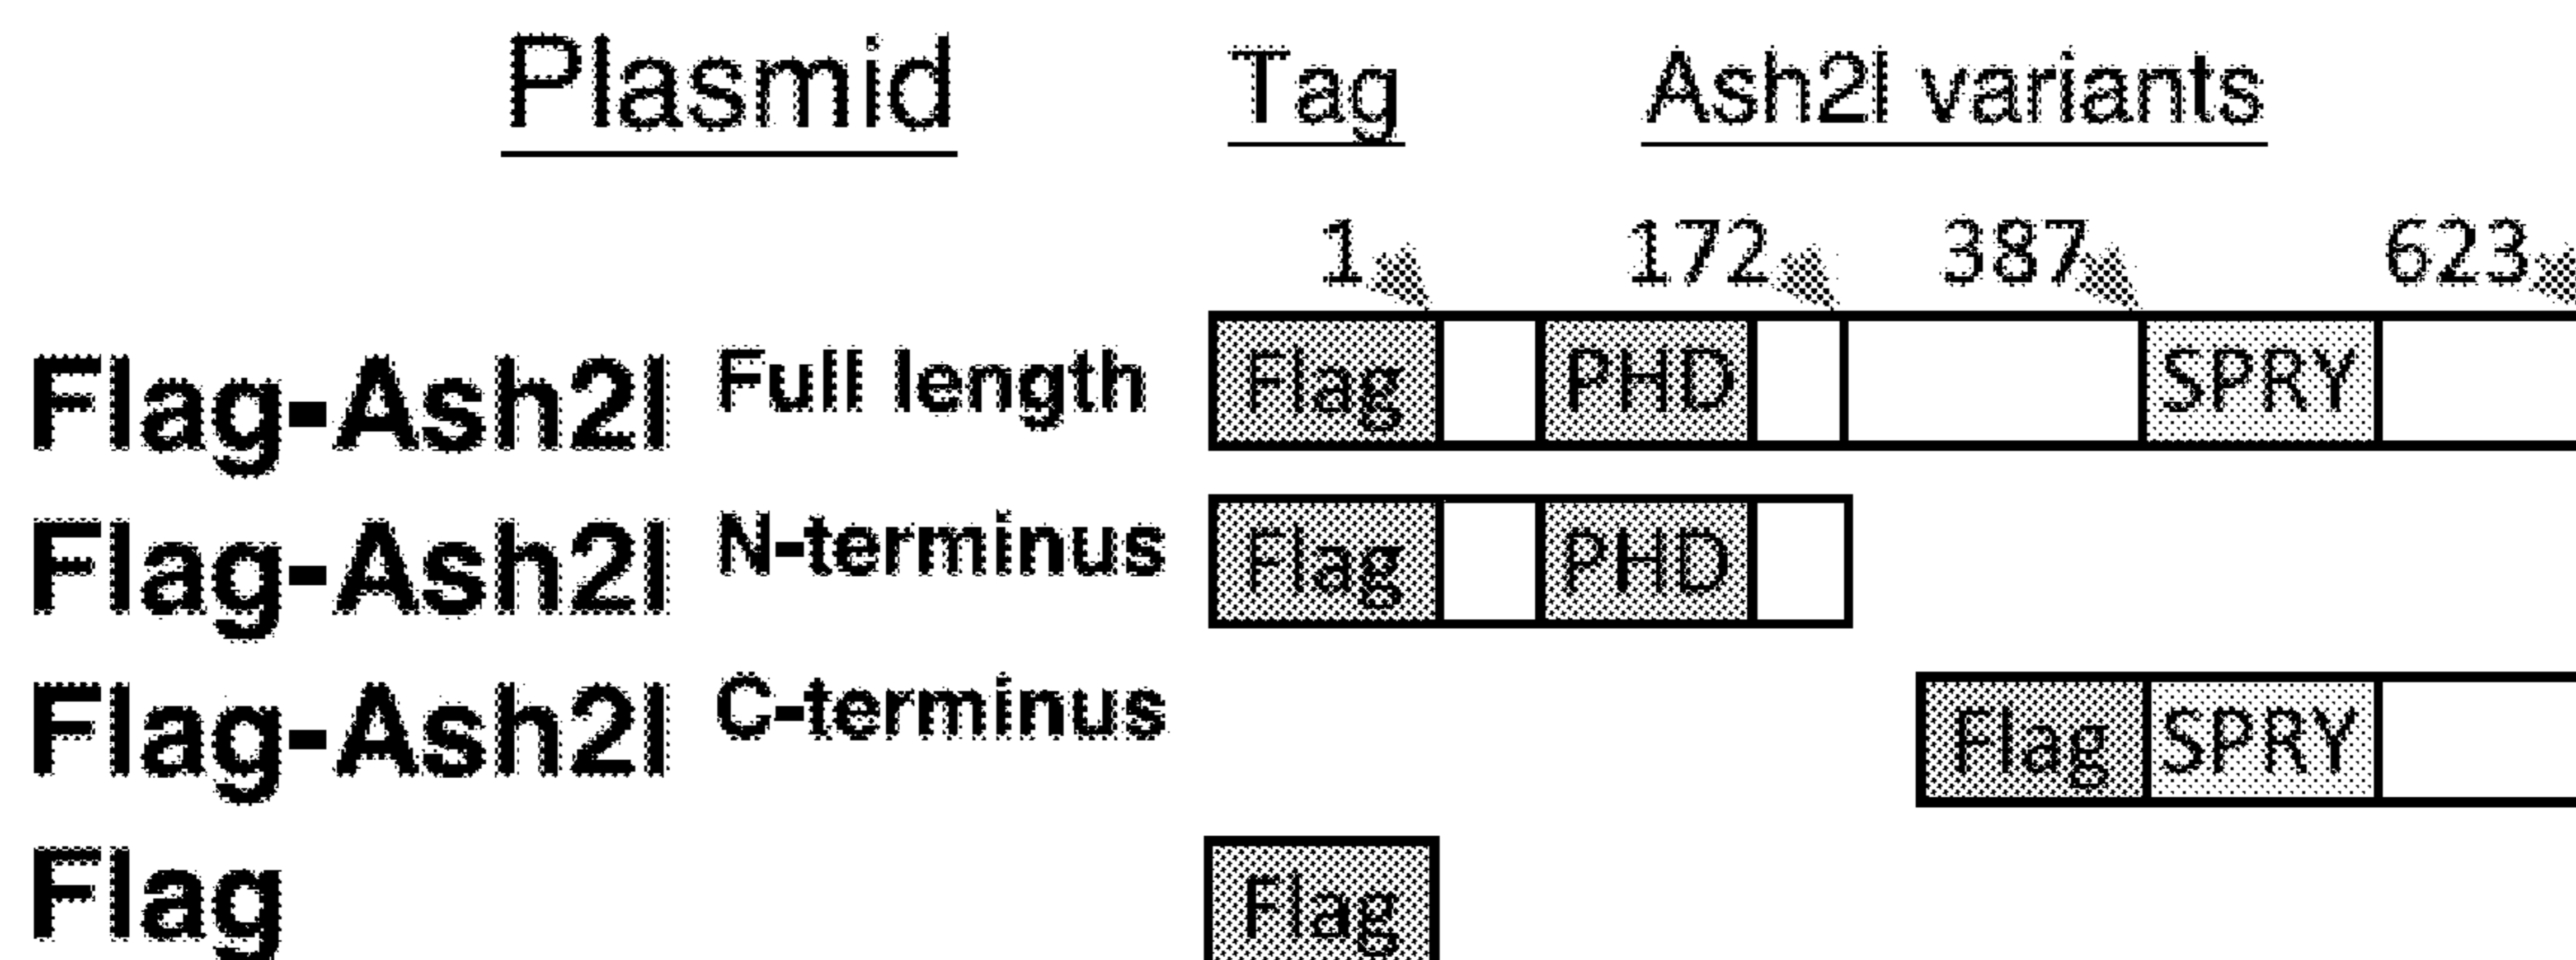 Plasmid Tag Ash2l variants
1 172 387 623
Flag-Ash2l Full length Flag PHD SPRY
Flag-Ash2l N-terminus Flag PHD
Flag-Ash2l C-terminus Flag SPRY
Flag Flag